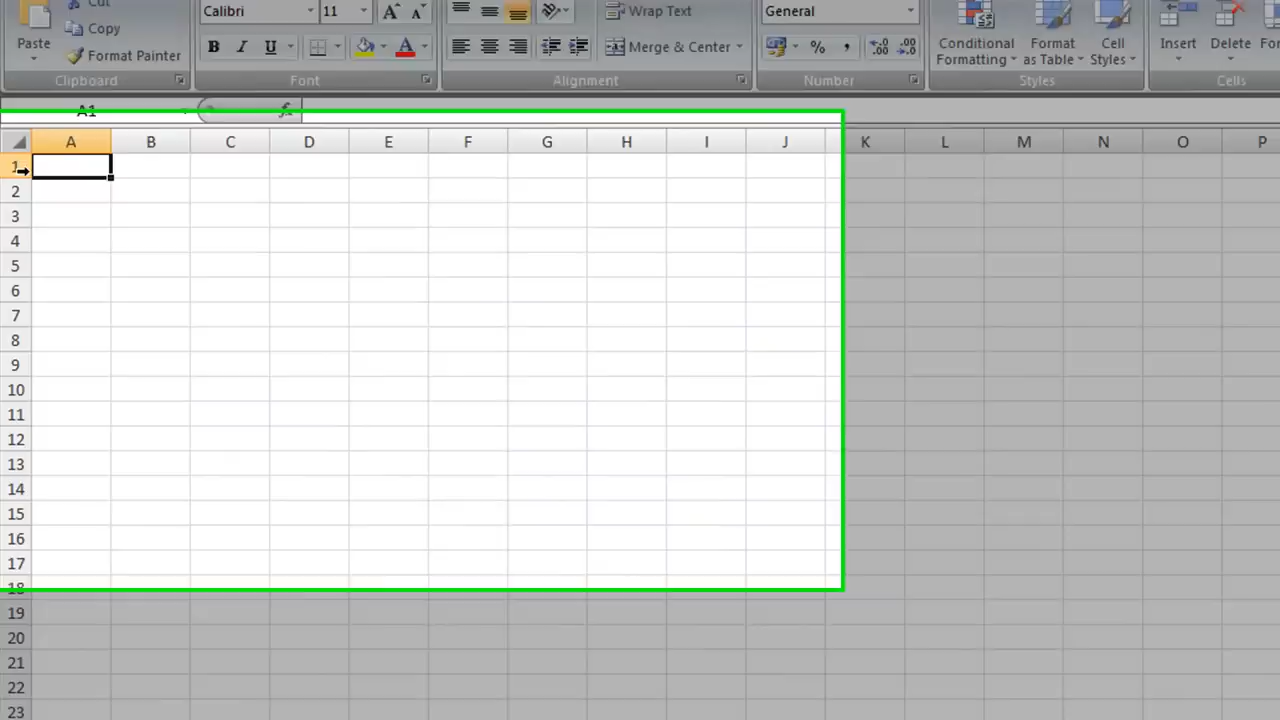 Cut
Copy
Format Painter
Paste
Clipboard
Calibri 11 A A
B I U A
Font
Wrap Text
Merge & Center
Alignment
General
% ,
Number
Conditional Formatting
Format as Table
Cell Styles
Styles
Insert
Delete
Cells
A1 fx
A B C D E F G H I J K L M N O P
1
2
3
4
5
6
7
8
9
10
11
12
13
14
15
16
17
18
19
20
21
22
23